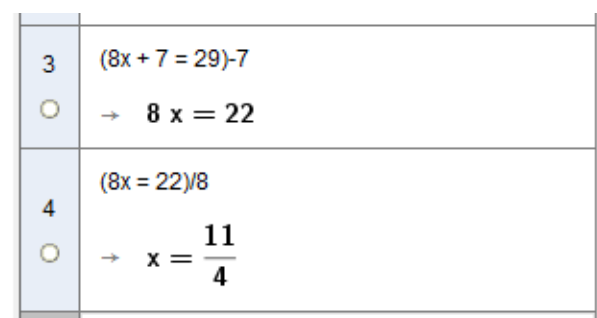 3
(8x + 7 = 29)-7
→ 8 x = 22
4
(8x = 22)/8
→ x = 11/4